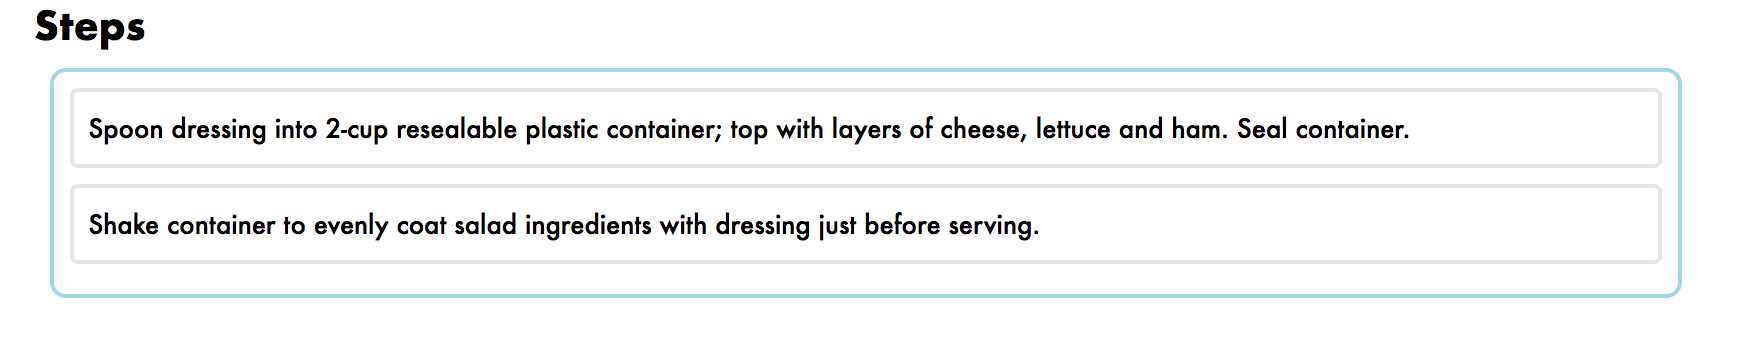 Steps
Spoon dressing into 2-cup resealable plastic container; top with layers of cheese, lettuce and ham. Seal container.
Shake container to evenly coat salad ingredients with dressing just before serving.